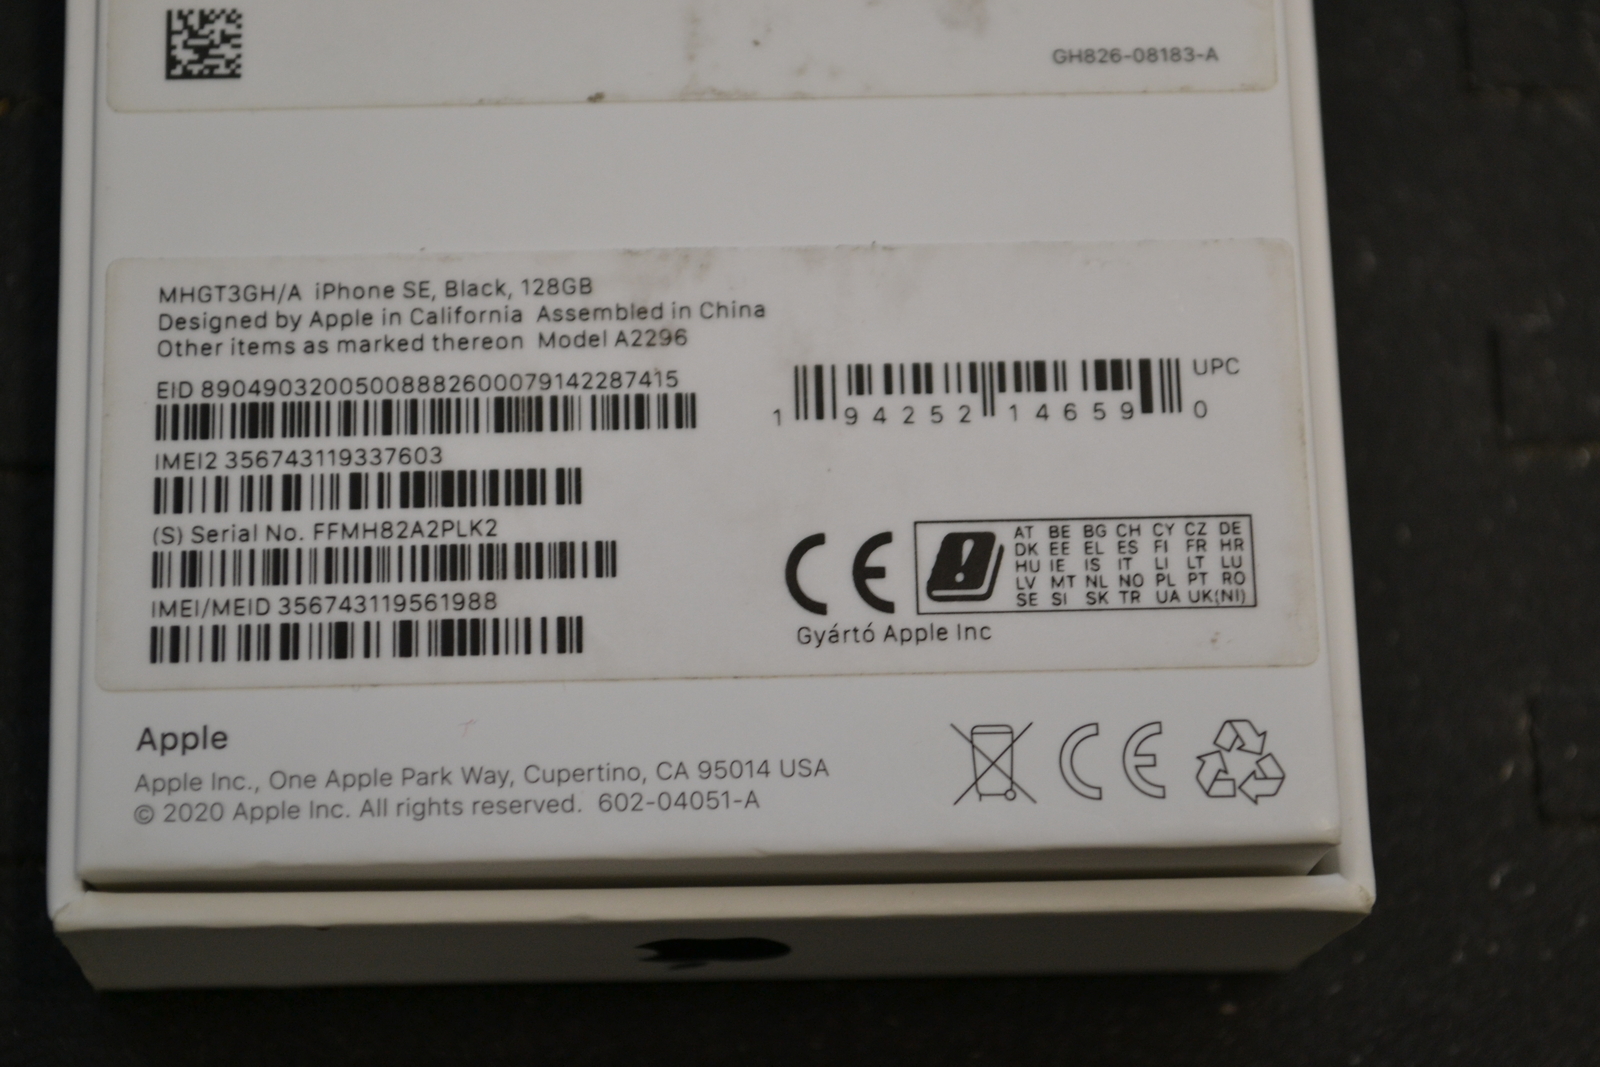 GH826-08183-A
MHGT3GH/A iPhone SE, Black, 128GB
Designed by Apple in California Assembled in China
Other items as marked thereon Model A2296
EID 89049032005008882600079142287415
IMEI2 356743119337603
(S) Serial No. FFMH82A2PLK2
IMEI/MEID 356743119561988
UPC
1 94252 14659 0
CE
AT BE BG CH CY CZ DE
DK EE EL ES FI FR HR
HU IE IS IT LI LT LU
LV MT NL NO PL PT RO
SE SI SK TR UA UK(NI)
Gyártó Apple Inc
Apple
Apple Inc., One Apple Park Way, Cupertino, CA 95014 USA
© 2020 Apple Inc. All rights reserved. 602-04051-A
CE